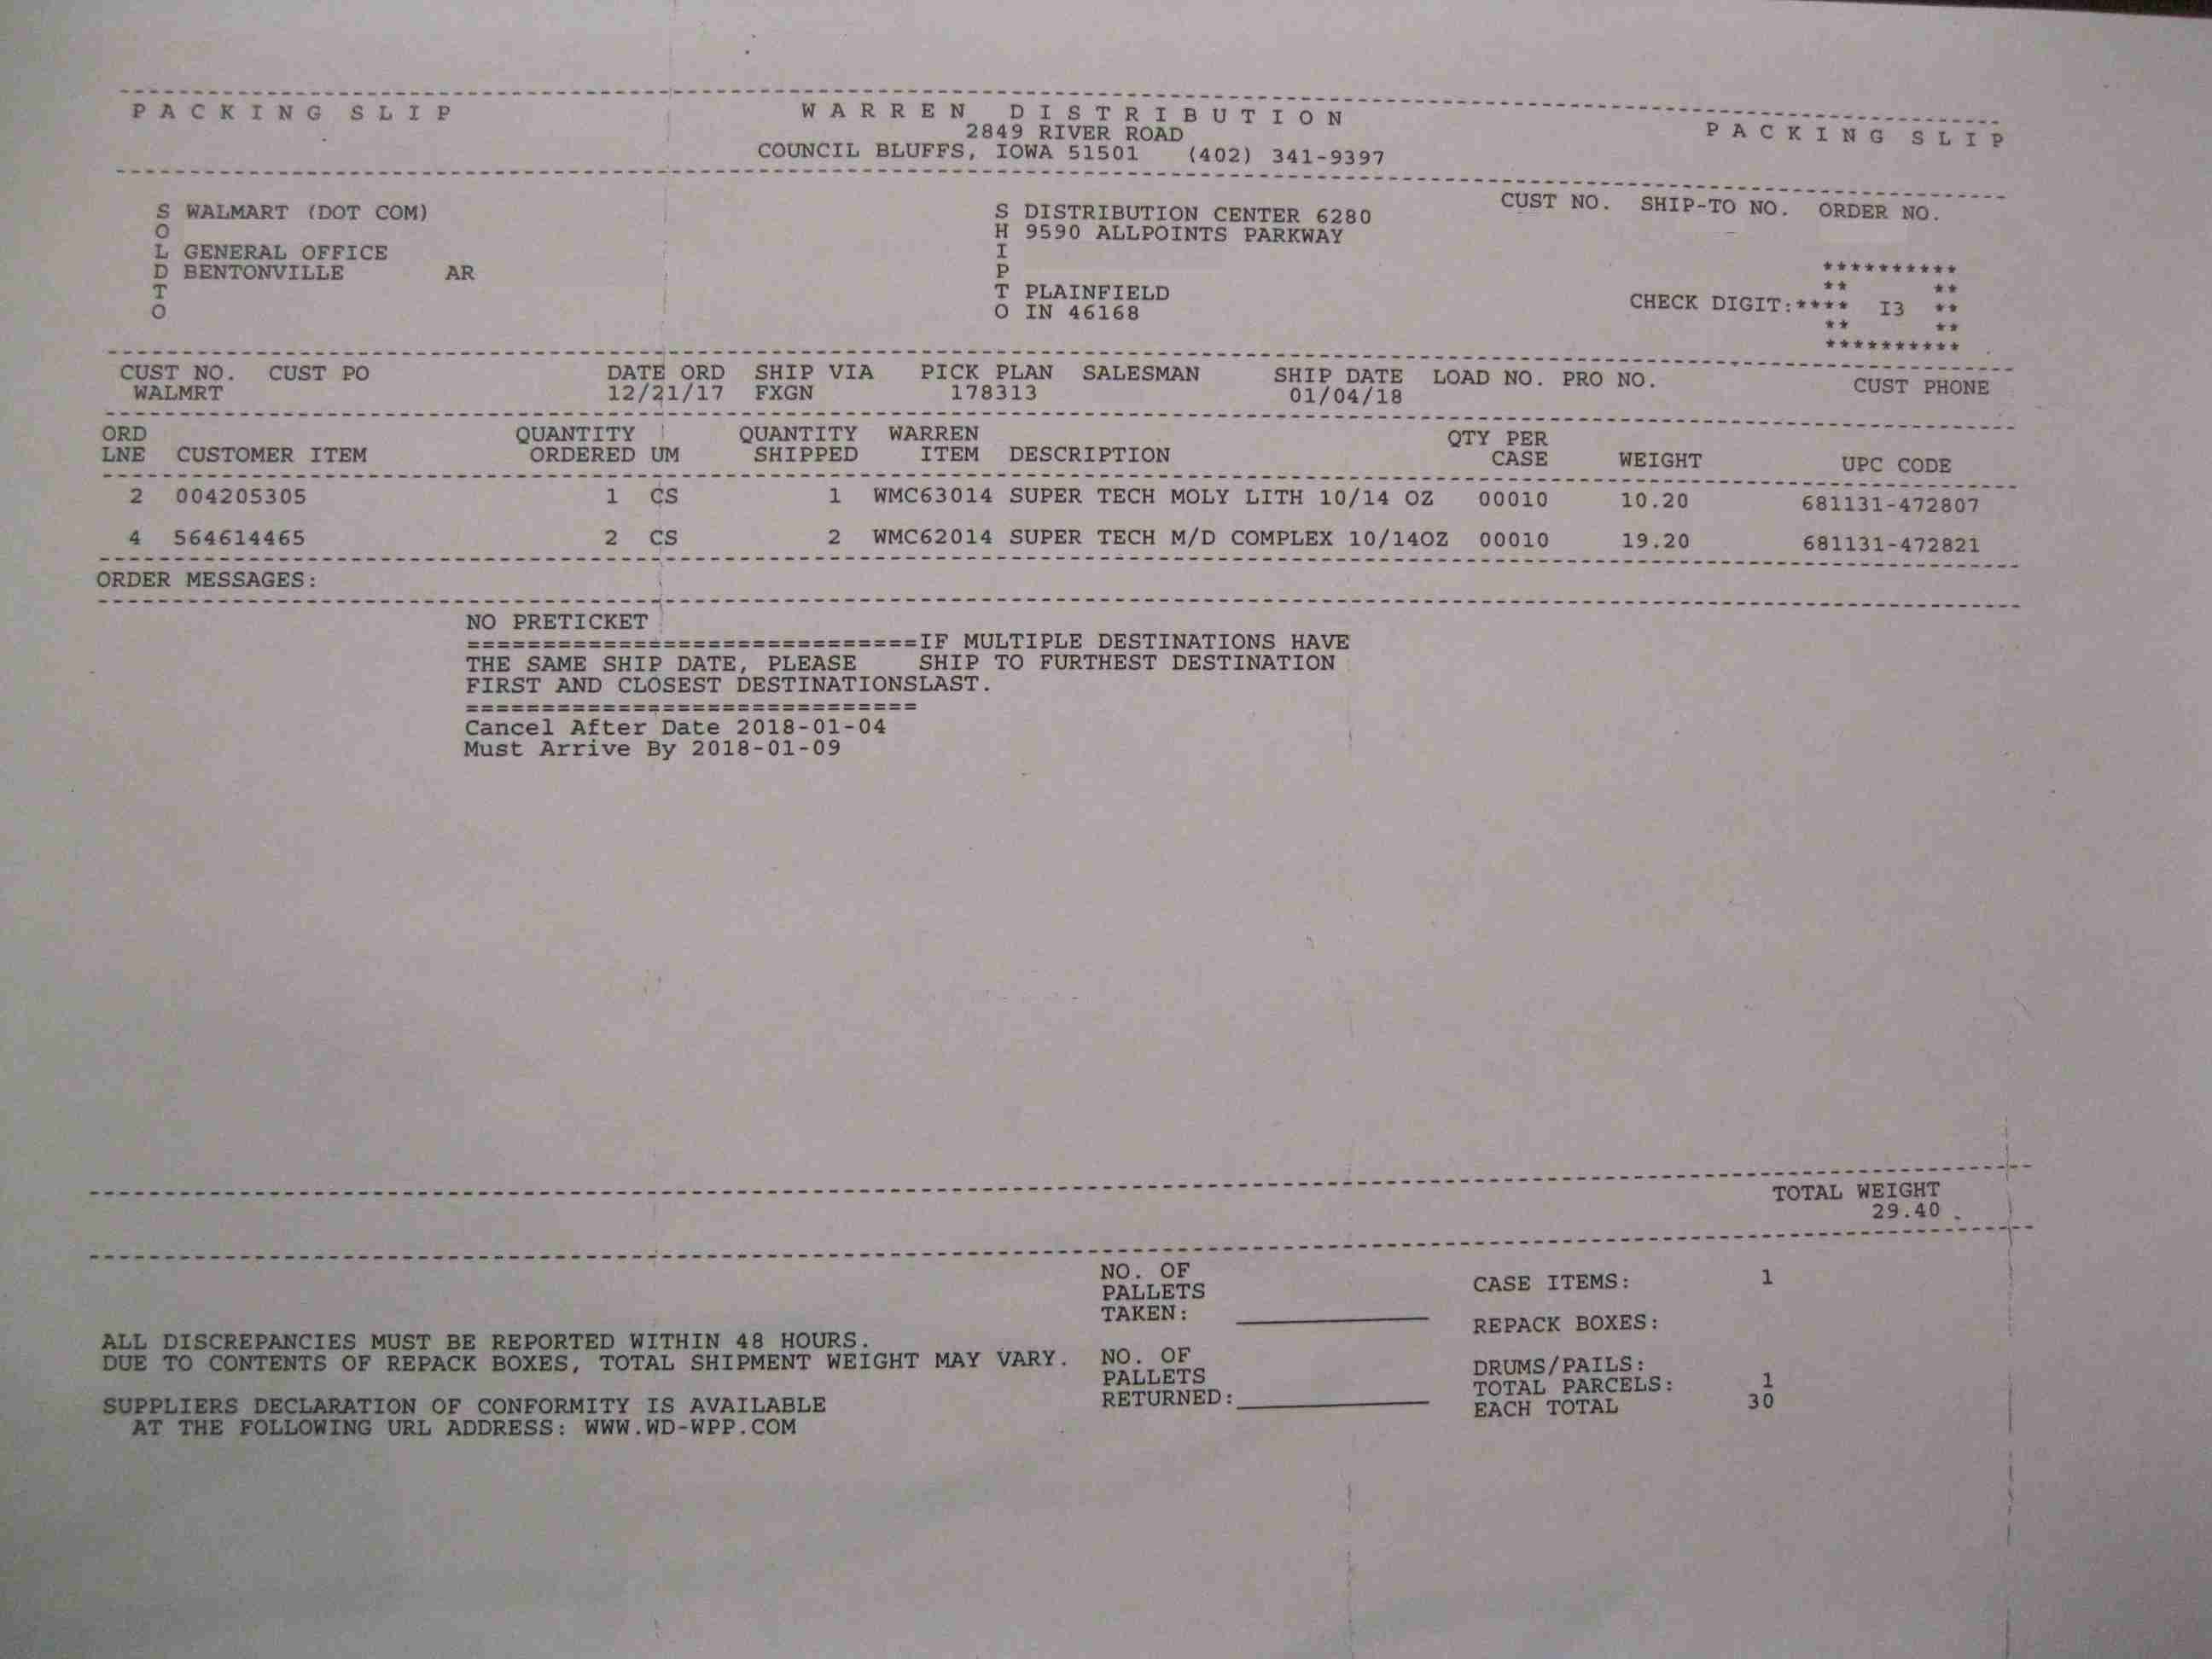 PACKING SLIP WARREN DISTRIBUTION PACKING SLIP
2849 RIVER ROAD
COUNCIL BLUFFS, IOWA 51501 (402) 341-9397
CUST NO. SHIP-TO NO. ORDER NO.
S WALMART (DOT COM) S DISTRIBUTION CENTER 6280
O H 9590 ALLPOINTS PARKWAY
L GENERAL OFFICE I
D BENTONVILLE AR P **********
T T PLAINFIELD ** **
O O IN 46168 CHECK DIGIT:**** I3 **
** **
**********
CUST NO. CUST PO DATE ORD SHIP VIA PICK PLAN SALESMAN SHIP DATE LOAD NO. PRO NO. CUST PHONE
WALMRT 12/21/17 FXGN 178313 01/04/18
ORD QUANTITY QUANTITY WARREN QTY PER
LNE CUSTOMER ITEM ORDERED UM SHIPPED ITEM DESCRIPTION CASE WEIGHT UPC CODE
2 004205305 1 CS 1 WMC63014 SUPER TECH MOLY LITH 10/14 OZ 00010 10.20 681131-472807
4 564614465 2 CS 2 WMC62014 SUPER TECH M/D COMPLEX 10/14OZ 00010 19.20 681131-472821
ORDER MESSAGES:
NO PRETICKET
==============================IF MULTIPLE DESTINATIONS HAVE
THE SAME SHIP DATE, PLEASE SHIP TO FURTHEST DESTINATION
FIRST AND CLOSEST DESTINATIONSLAST.
==============================
Cancel After Date 2018-01-04
Must Arrive By 2018-01-09
TOTAL WEIGHT
29.40
NO. OF
PALLETS CASE ITEMS: 1
TAKEN:
REPACK BOXES:
ALL DISCREPANCIES MUST BE REPORTED WITHIN 48 HOURS.
DUE TO CONTENTS OF REPACK BOXES, TOTAL SHIPMENT WEIGHT MAY VARY. NO. OF
PALLETS DRUMS/PAILS:
RETURNED: TOTAL PARCELS: 1
EACH TOTAL 30
SUPPLIERS DECLARATION OF CONFORMITY IS AVAILABLE
AT THE FOLLOWING URL ADDRESS: WWW.WD-WPP.COM